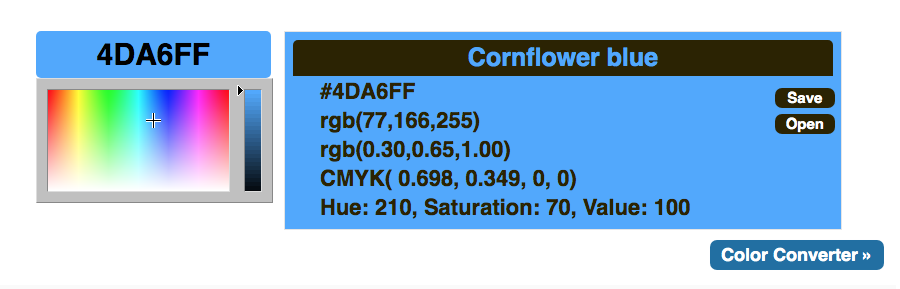 4DA6FF
Cornflower blue
#4DA6FF
rgb(77,166,255)
rgb(0.30,0.65,1.00)
CMYK( 0.698, 0.349, 0, 0)
Hue: 210, Saturation: 70, Value: 100
Save
Open
Color Converter »